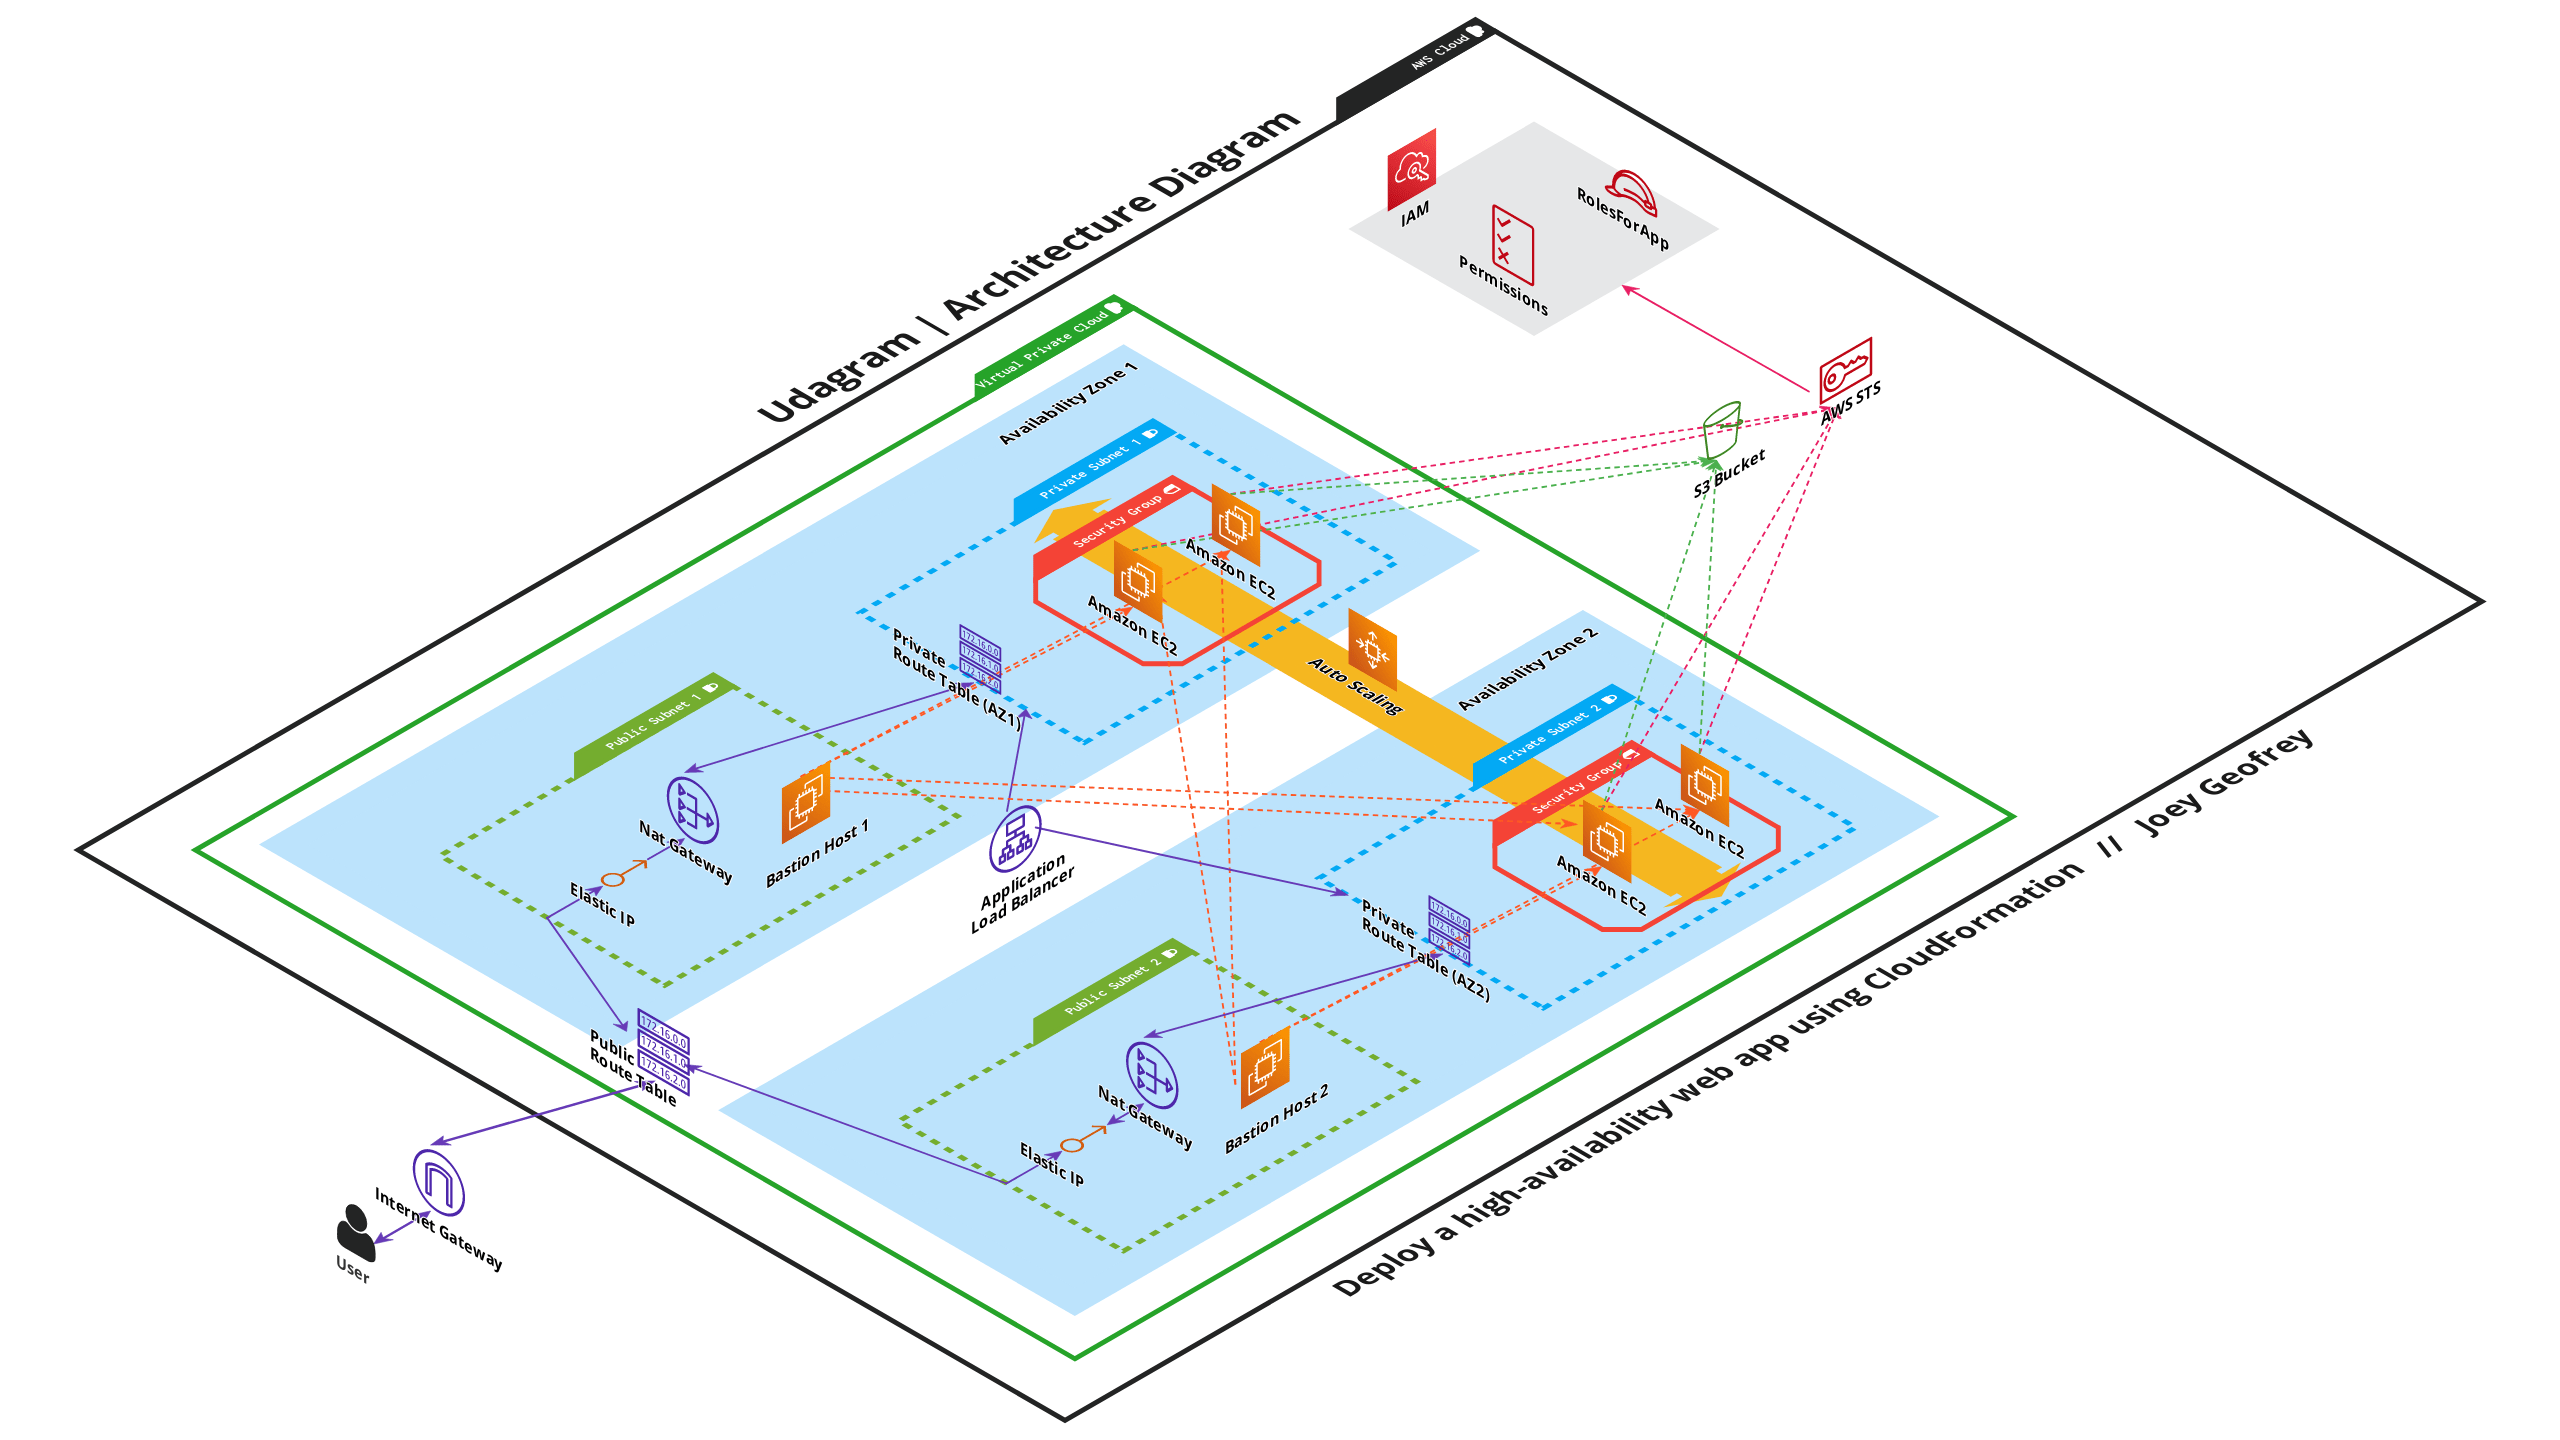 AWS Cloud
Udagram | Architecture Diagram
IAM
RolesForApp
Permissions
Virtual Private Cloud
AWS STS
S3 Bucket
Availability Zone 1
Private Subnet 1
Security Group
Amazon EC2
Amazon EC2
Private
Route Table (AZ1)
172.16.0.0
172.16.1.0
172.16.2.0
Auto Scaling
Availability Zone 2
Private Subnet 2
Security Group
Amazon EC2
Amazon EC2
Private
Route Table (AZ2)
172.16.0.0
172.16.1.0
172.16.2.0
Public Subnet 1
Nat Gateway
Bastion Host 1
Elastic IP
Application
Load Balancer
Public Subnet 2
Nat Gateway
Bastion Host 2
Elastic IP
Public
Route Table
172.16.0.0
172.16.1.0
172.16.2.0
Internet Gateway
User
Deploy a high-availability web app using CloudFormation // Joey Geofrey